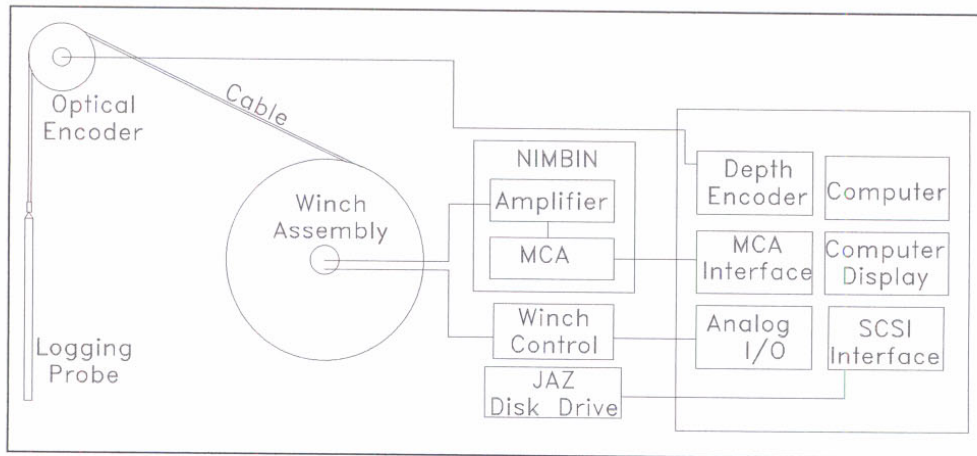 Optical
Encoder
Cable
Winch
Assembly
Logging
Probe
NIMBIN
Amplifier
MCA
Winch
Control
JAZ
Disk Drive
Depth
Encoder
Computer
MCA
Interface
Computer
Display
Analog
I/O
SCSI
Interface